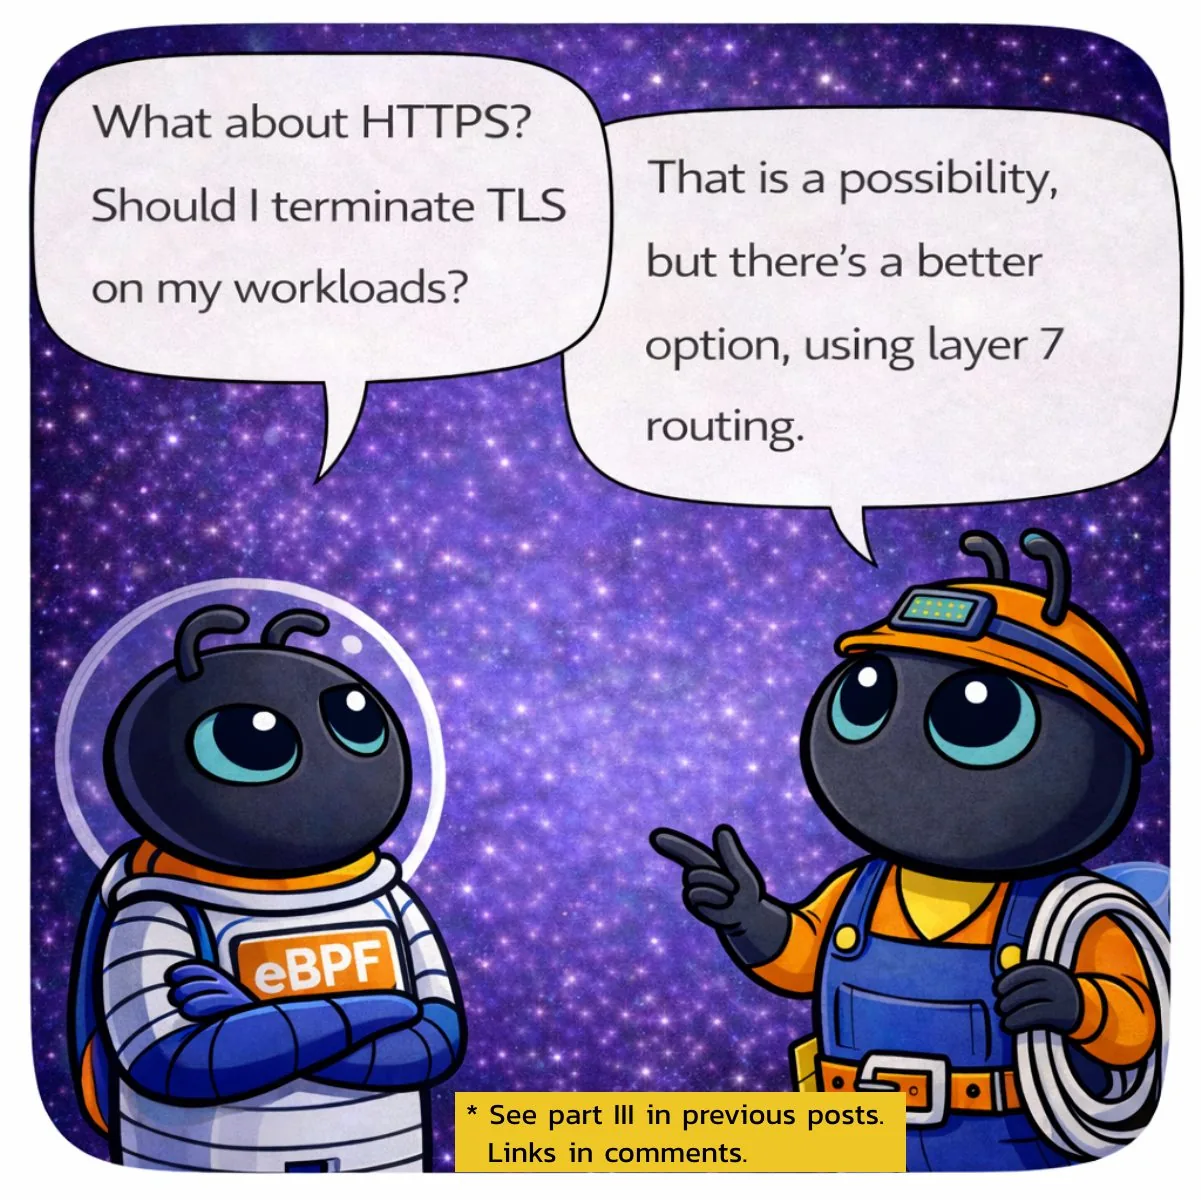 What about HTTPS?
Should I terminate TLS
on my workloads?
That is a possibility,
but there's a better
option, using layer 7
routing.
eBPF
* See part III in previous posts.
Links in comments.